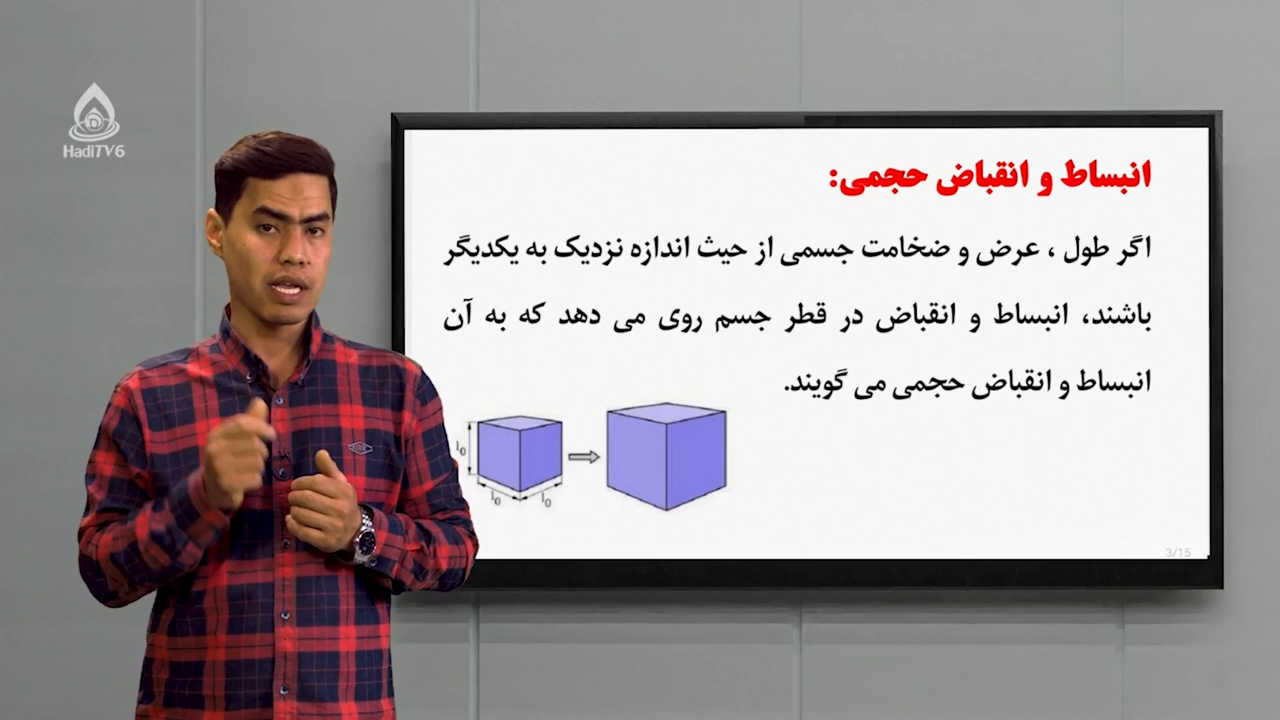 HadiTV6
انبساط و انقباض حجمی:
اگر طول ، عرض و ضخامت جسمی از حیث اندازه نزدیک به یکدیگر
باشند، انبساط و انقباض در قطر جسم روی می دهد که به آن
انبساط و انقباض حجمی می گویند.
l0
l0
l0
3/15